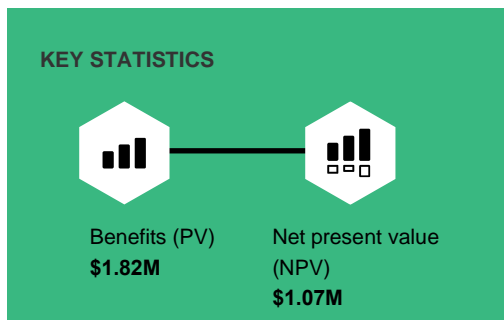 KEY STATISTICS
Benefits (PV)
$1.82M
Net present value
(NPV)
$1.07M